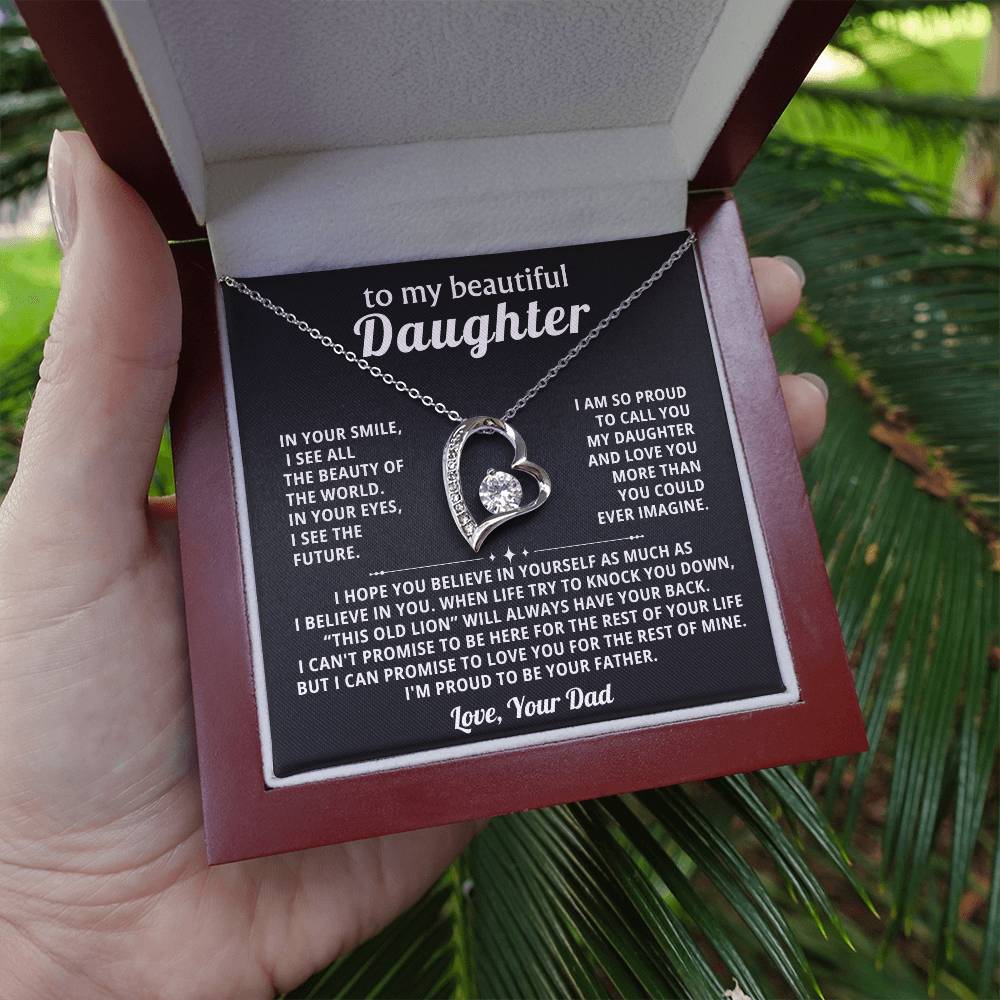 to my beautiful
Daughter
IN YOUR SMILE,
I SEE ALL
THE BEAUTY OF
THE WORLD.
IN YOUR EYES,
I SEE THE
FUTURE.
I AM SO PROUD
TO CALL YOU
MY DAUGHTER
AND LOVE YOU
MORE THAN
YOU COULD
EVER IMAGINE.
I HOPE YOU BELIEVE IN YOURSELF AS MUCH AS
I BELIEVE IN YOU. WHEN LIFE TRY TO KNOCK YOU DOWN,
“THIS OLD LION” WILL ALWAYS HAVE YOUR BACK.
I CAN'T PROMISE TO BE HERE FOR THE REST OF YOUR LIFE
BUT I CAN PROMISE TO LOVE YOU FOR THE REST OF MINE.
I'M PROUD TO BE YOUR FATHER.
Love, Your Dad